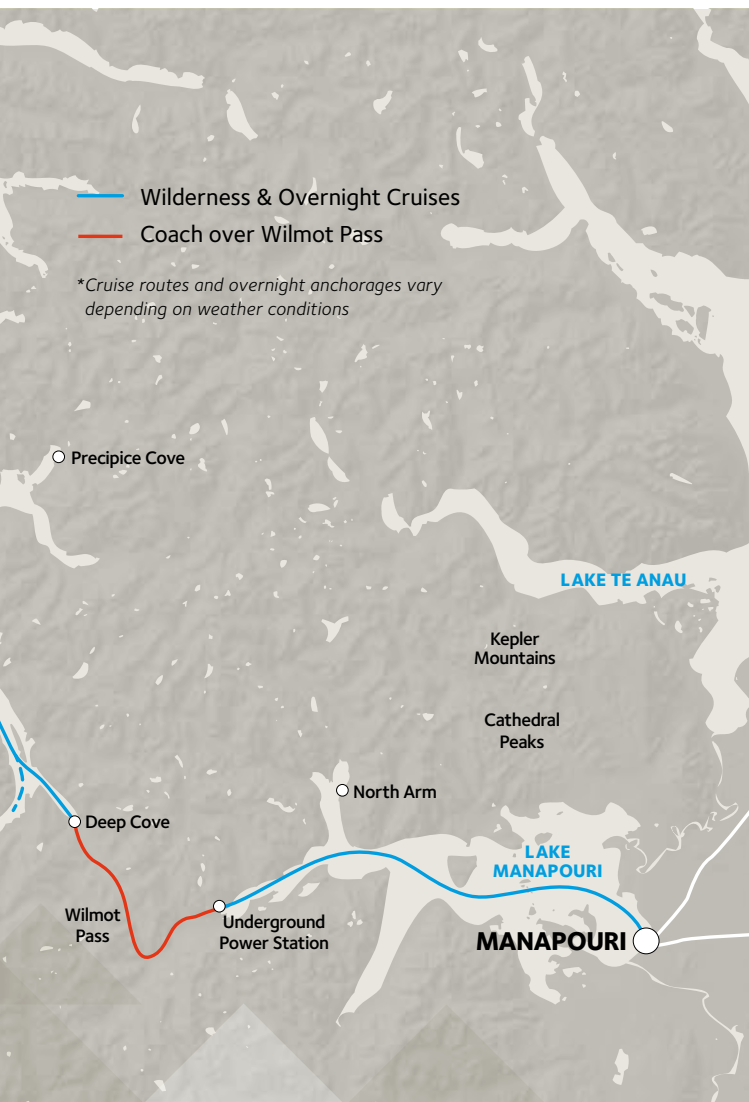 Wilderness & Overnight Cruises
Coach over Wilmot Pass
*Cruise routes and overnight anchorages vary
depending on weather conditions
Precipice Cove
LAKE TE ANAU
Kepler
Mountains
Cathedral
Peaks
North Arm
Deep Cove
LAKE
MANAPOURI
Wilmot
Pass
Underground
Power Station
MANAPOURI